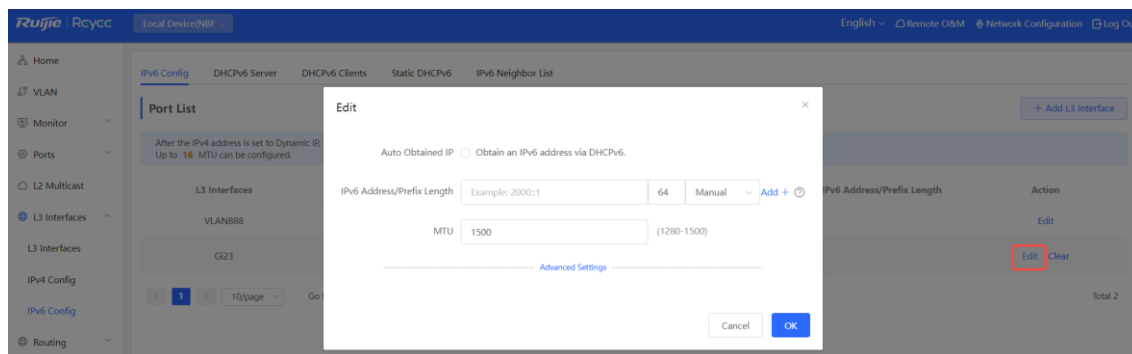 Ruijie | Rcycc Local Device(NBF English Remote O&M Network Configuration Log Ou
Home
VLAN
Monitor
Ports
L2 Multicast
L3 Interfaces
L3 Interfaces
IPv4 Config
IPv6 Config
Routing
IPv6 Config DHCPv6 Server DHCPv6 Clients Static DHCPv6 IPv6 Neighbor List
Port List + Add L3 Interface
After the IPv4 address is set to Dynamic IP,
Up to 16 MTU can be configured.
L3 Interfaces IPv6 Address/Prefix Length Action
VLAN888 Edit
Gi23 Edit Clear
1 10/page Go t Total 2
Edit
Auto Obtained IP Obtain an IPv6 address via DHCPv6.
IPv6 Address/Prefix Length Example: 2000::1 64 Manual Add +
MTU 1500 (1280-1500)
Advanced Settings
Cancel OK